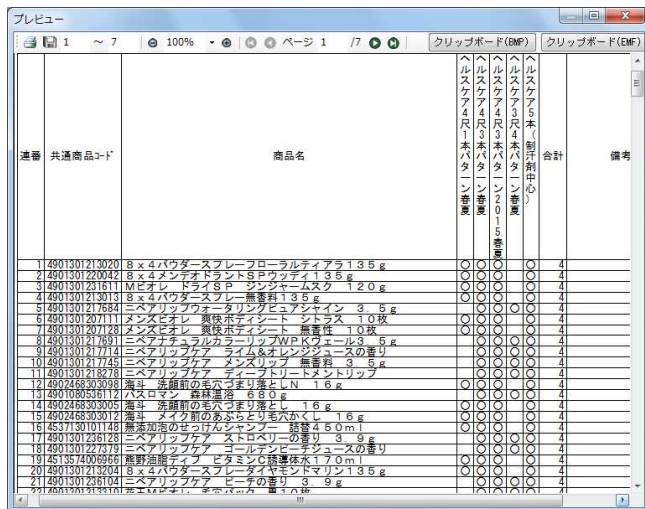 プレビュー
1 ～ 7 100% ページ 1 /7 クリップボード(BMP) クリップボード(EMF)
連番 共通商品コード 商品名 ヘルスケア4尺1本パターン春夏 ヘルスケア4尺3本パターン春夏 ヘルスケア4尺3本パターン2015春夏 ヘルスケア3尺4本パターン春夏 ヘルスケア5本(制汗剤中心) 合計 備考
1 4901301213020 8x4パウダースプレーフローラルティアラ135g ○ ○ ○ ○ 4
2 4901301220042 8x4メンデオドラントSPウッディ135g ○ ○ ○ ○ 4
3 4901301231611 Mビオレ ドライSP ジンジャームスク 120g ○ ○ ○ ○ 4
4 4901301213013 8x4パウダースプレー無香料135g ○ ○ ○ ○ 4
5 4901301217684 ニベアリップウォータリングピュアシャイン 3.5g ○ ○ ○ ○ 4
6 4901301207111 メンズビオレ 爽快ボディシート シトラス 10枚 ○ ○ ○ ○ 4
7 4901301207128 メンズビオレ 爽快ボディシート 無香性 10枚 ○ ○ ○ ○ 4
8 4901301217691 ニベアナチュラルカラーリップWPKヴェール3.5g ○ ○ ○ ○ 4
9 4901301217714 ニベアリップケア ライム&オレンジジュースの香り ○ ○ ○ ○ 4
10 4901301217745 ニベアリップケア メンズリップ 無香料 3.5g ○ ○ ○ ○ 4
11 4901301218278 ニベアリップケア ディープトリートメントリップ ○ ○ ○ ○ 4
12 4902468303098 海斗 洗顔前の毛穴づまり落としN 16g ○ ○ ○ ○ 4
13 4901080536112 バスロマン 森林温浴 680g ○ ○ ○ ○ 4
14 4902468303005 海斗 洗顔前の毛穴づまり落とし 16g ○ ○ ○ ○ 4
15 4902468303012 海斗 メイク前のあぶらとり毛穴かくし 16g ○ ○ ○ ○ 4
16 4537130101148 無添加泡のせっけんシャンプー 詰替450ml ○ ○ ○ ○ 4
17 4901301236128 ニベアリップケア ストロベリーの香り 3.9g ○ ○ ○ ○ 4
18 4901301227379 ニベアリップケア ゴールデンピーチジュースの香り ○ ○ ○ ○ 4
19 4513574006966 熊野油脂ディブ ビタミンC誘導体水170ml ○ ○ ○ ○ 4
20 4901301213204 8x4パウダースプレーダイヤモンドマリン135g ○ ○ ○ ○ 4
21 4901301236104 ニベアリップケア ピーチの香り 3.9g ○ ○ ○ ○ 4